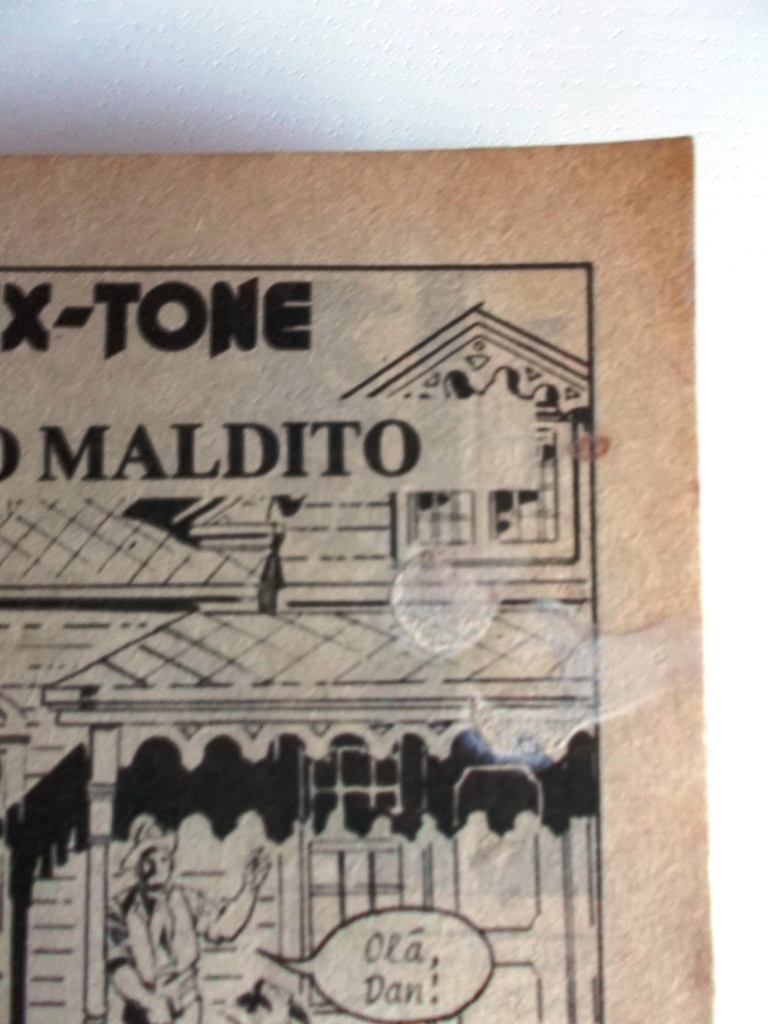 X-TONE
O MALDITO
Olá,
Dan!